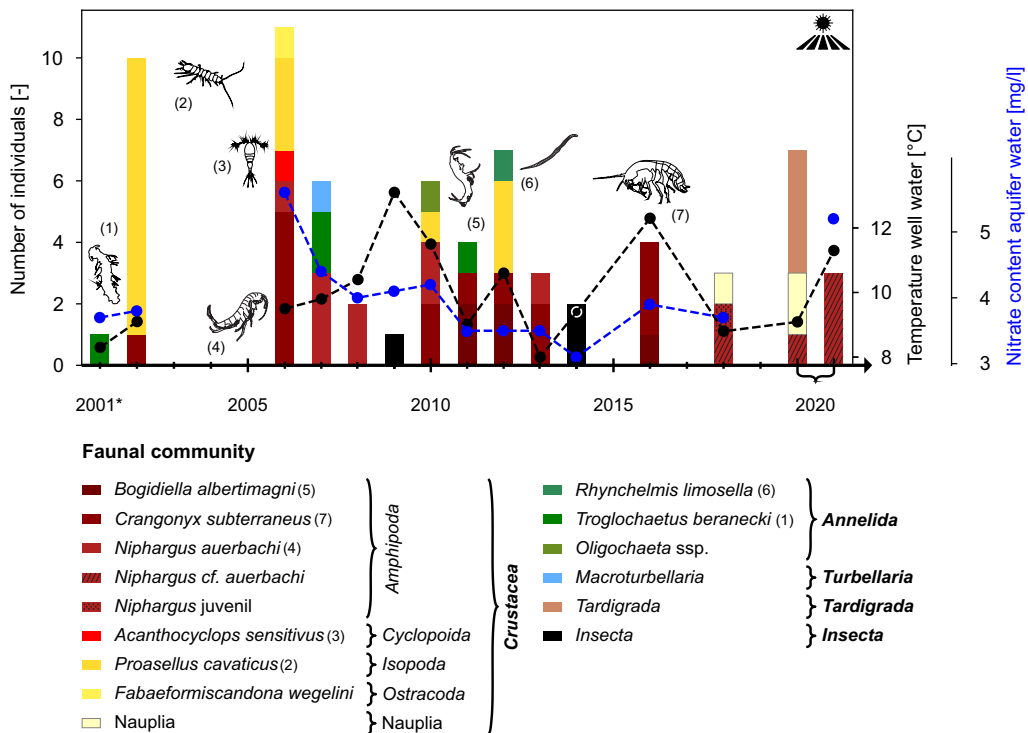 Number of individuals [-]
10
8
6
4
2
0
(1)
(2)
(3)
(4)
(5)
(6)
(7)
2001*
2005
2010
2015
2020
Temperature well water [°C]
12
10
8
Nitrate content aquifer water [mg/l]
5
4
3
Faunal community
Bogidiella albertimagni (5)
Crangonyx subterraneus (7)
Niphargus auerbachi (4)
Niphargus cf. auerbachi
Niphargus juvenil
Amphipoda
Acanthocyclops sensitivus (3) Cyclopoida
Proasellus cavaticus (2) Isopoda
Fabaeformiscandona wegelini Ostracoda
Nauplia Nauplia
Crustacea
Rhynchelmis limosella (6)
Troglochaetus beranecki (1) Annelida
Oligochaeta ssp.
Macroturbellaria Turbellaria
Tardigrada Tardigrada
Insecta Insecta